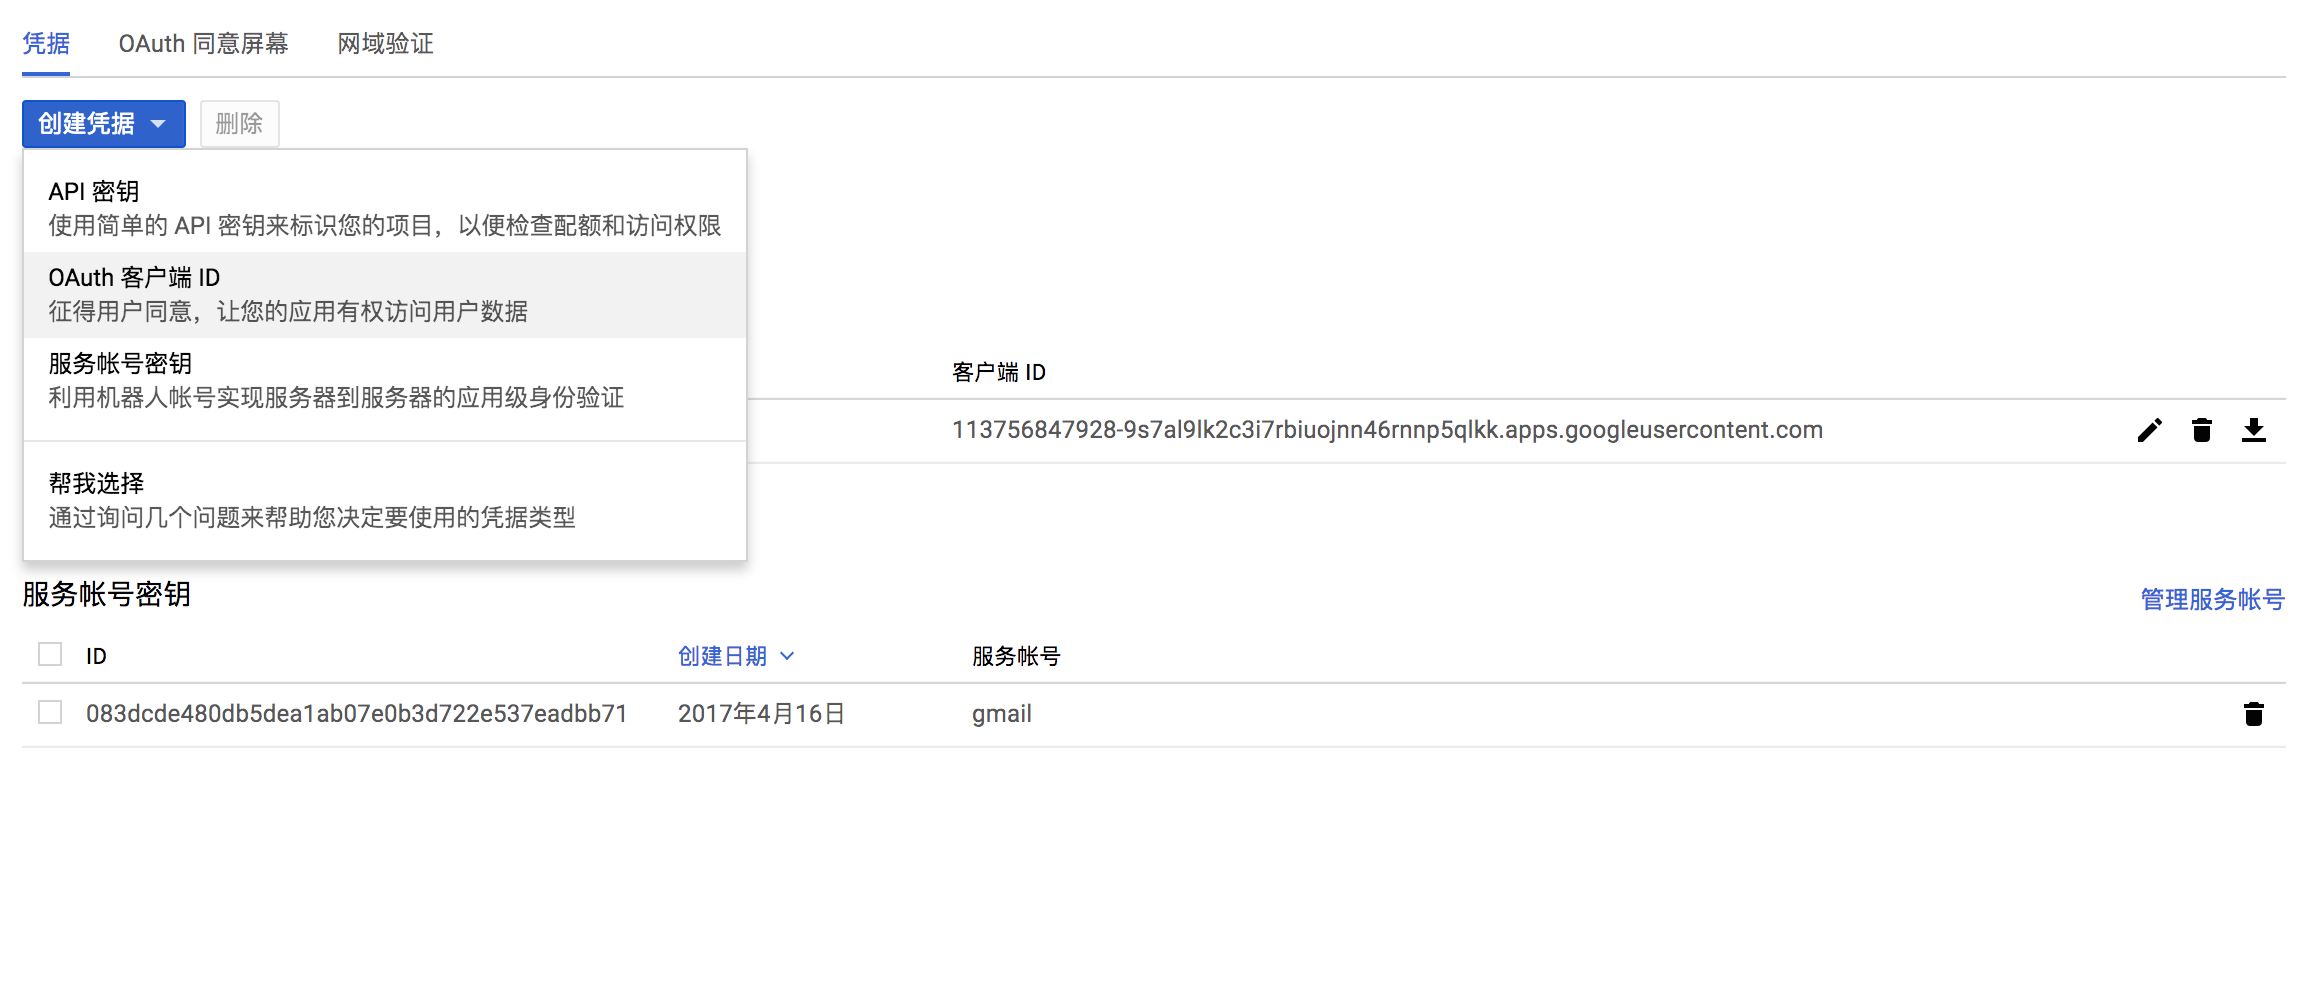 凭据 OAuth 同意屏幕 网域验证
创建凭据 删除
API 密钥
使用简单的 API 密钥来标识您的项目，以便检查配额和访问权限
OAuth 客户端 ID
征得用户同意，让您的应用有权访问用户数据
服务帐号密钥
利用机器人帐号实现服务器到服务器的应用级身份验证
客户端 ID
113756847928-9s7al9lk2c3i7rbiuojnn46rnnp5qlkk.apps.googleusercontent.com
帮我选择
通过询问几个问题来帮助您决定要使用的凭据类型
服务帐号密钥 管理服务帐号
ID 创建日期 服务帐号
083dcde480db5dea1ab07e0b3d722e537eadbb71 2017年4月16日 gmail